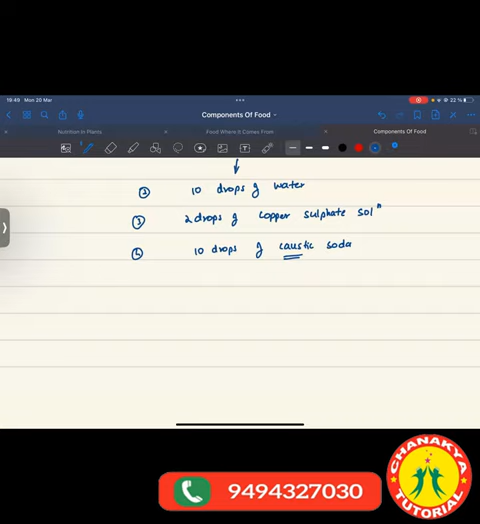 19:49 Mon 20 Mar
22 %
Components Of Food
Nutrition In Plants
Food Where It Comes From
Components Of Food
② 10 drops of water
③ 2 drops of copper sulphate solⁿ
④ 10 drops of caustic soda
9494327030
CHANAKYA
TUTORIAL